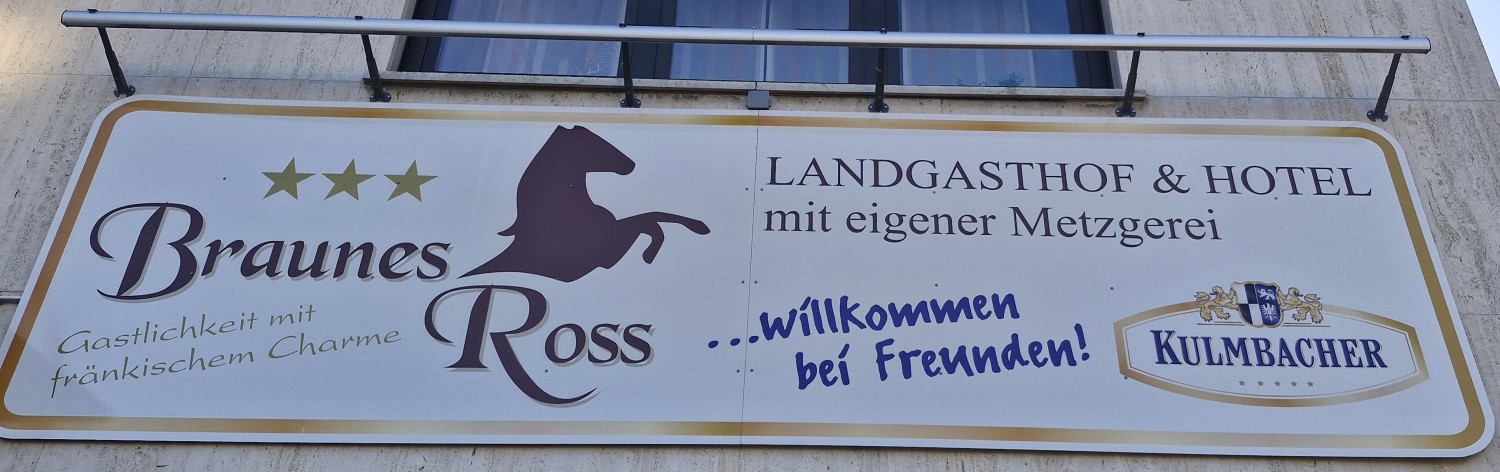 Braunes
Ross
Gastlichkeit mit
fränkischem Charme
LANDGASTHOF & HOTEL
mit eigener Metzgerei
...willkommen
bei Freunden!
KULMBACHER